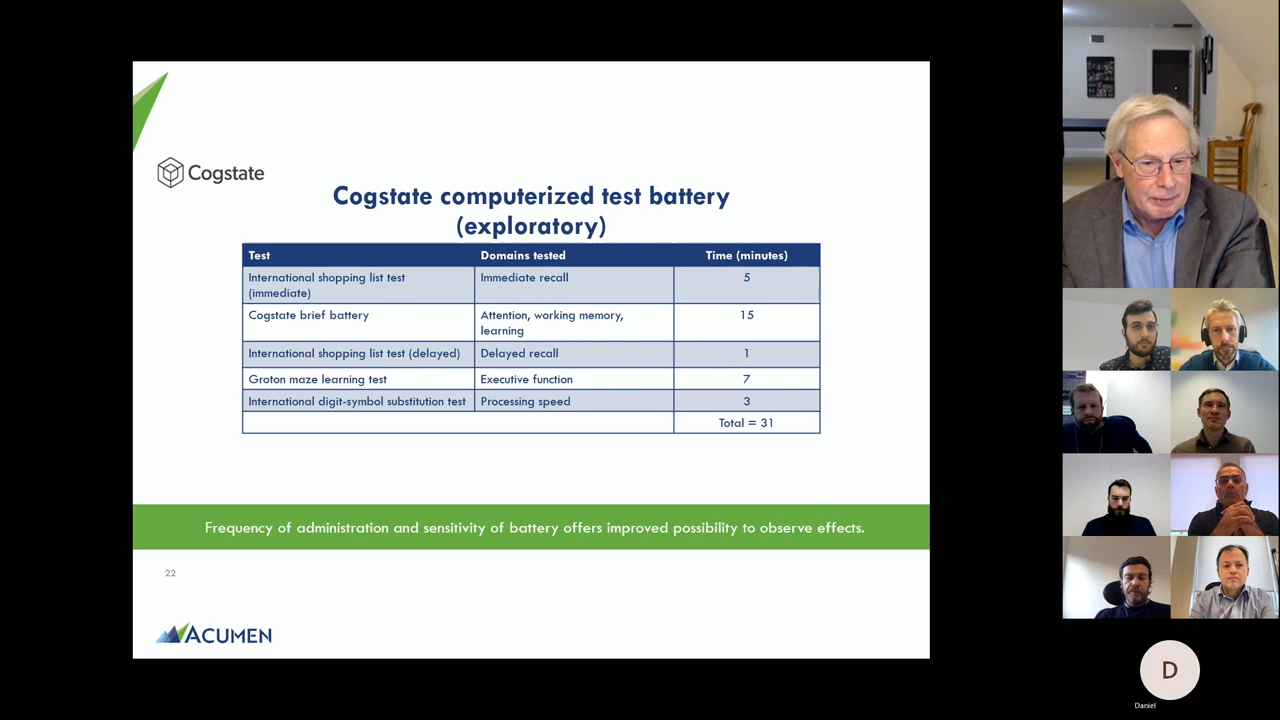 Cogstate
Cogstate computerized test battery
(exploratory)
Test Domains tested Time (minutes)
International shopping list test
(immediate)
Immediate recall
5
Cogstate brief battery
Attention, working memory,
learning
15
International shopping list test (delayed) Delayed recall 1
Groton maze learning test Executive function 7
International digit-symbol substitution test Processing speed 3
Total = 31
Frequency of administration and sensitivity of battery offers improved possibility to observe effects.
22
ACUMEN
D
Daniel